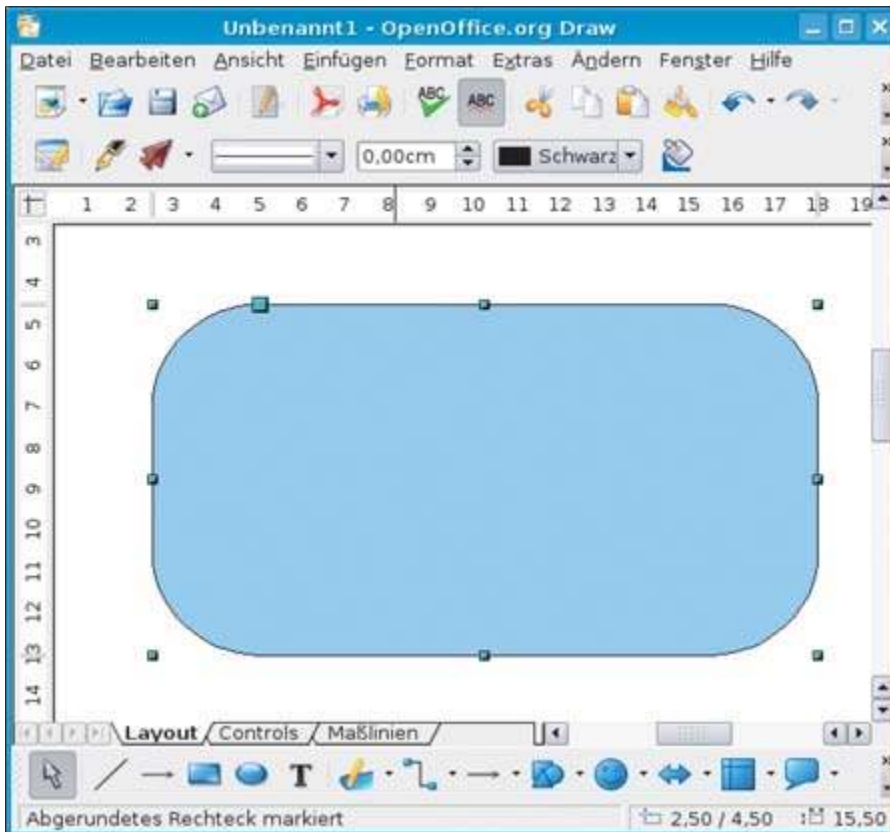 Unbenannt1 - OpenOffice.org Draw
Datei Bearbeiten Ansicht Einfügen Format Extras Ändern Fenster Hilfe
ABC ABC
0,00cm Schwarz
1 2 3 4 5 6 7 8 9 10 11 12 13 14 15 16 17 18 19
3
4
5
6
7
8
9
10
11
12
13
14
Layout Controls Maßlinien
T
Abgerundetes Rechteck markiert 2,50 / 4,50 15,50